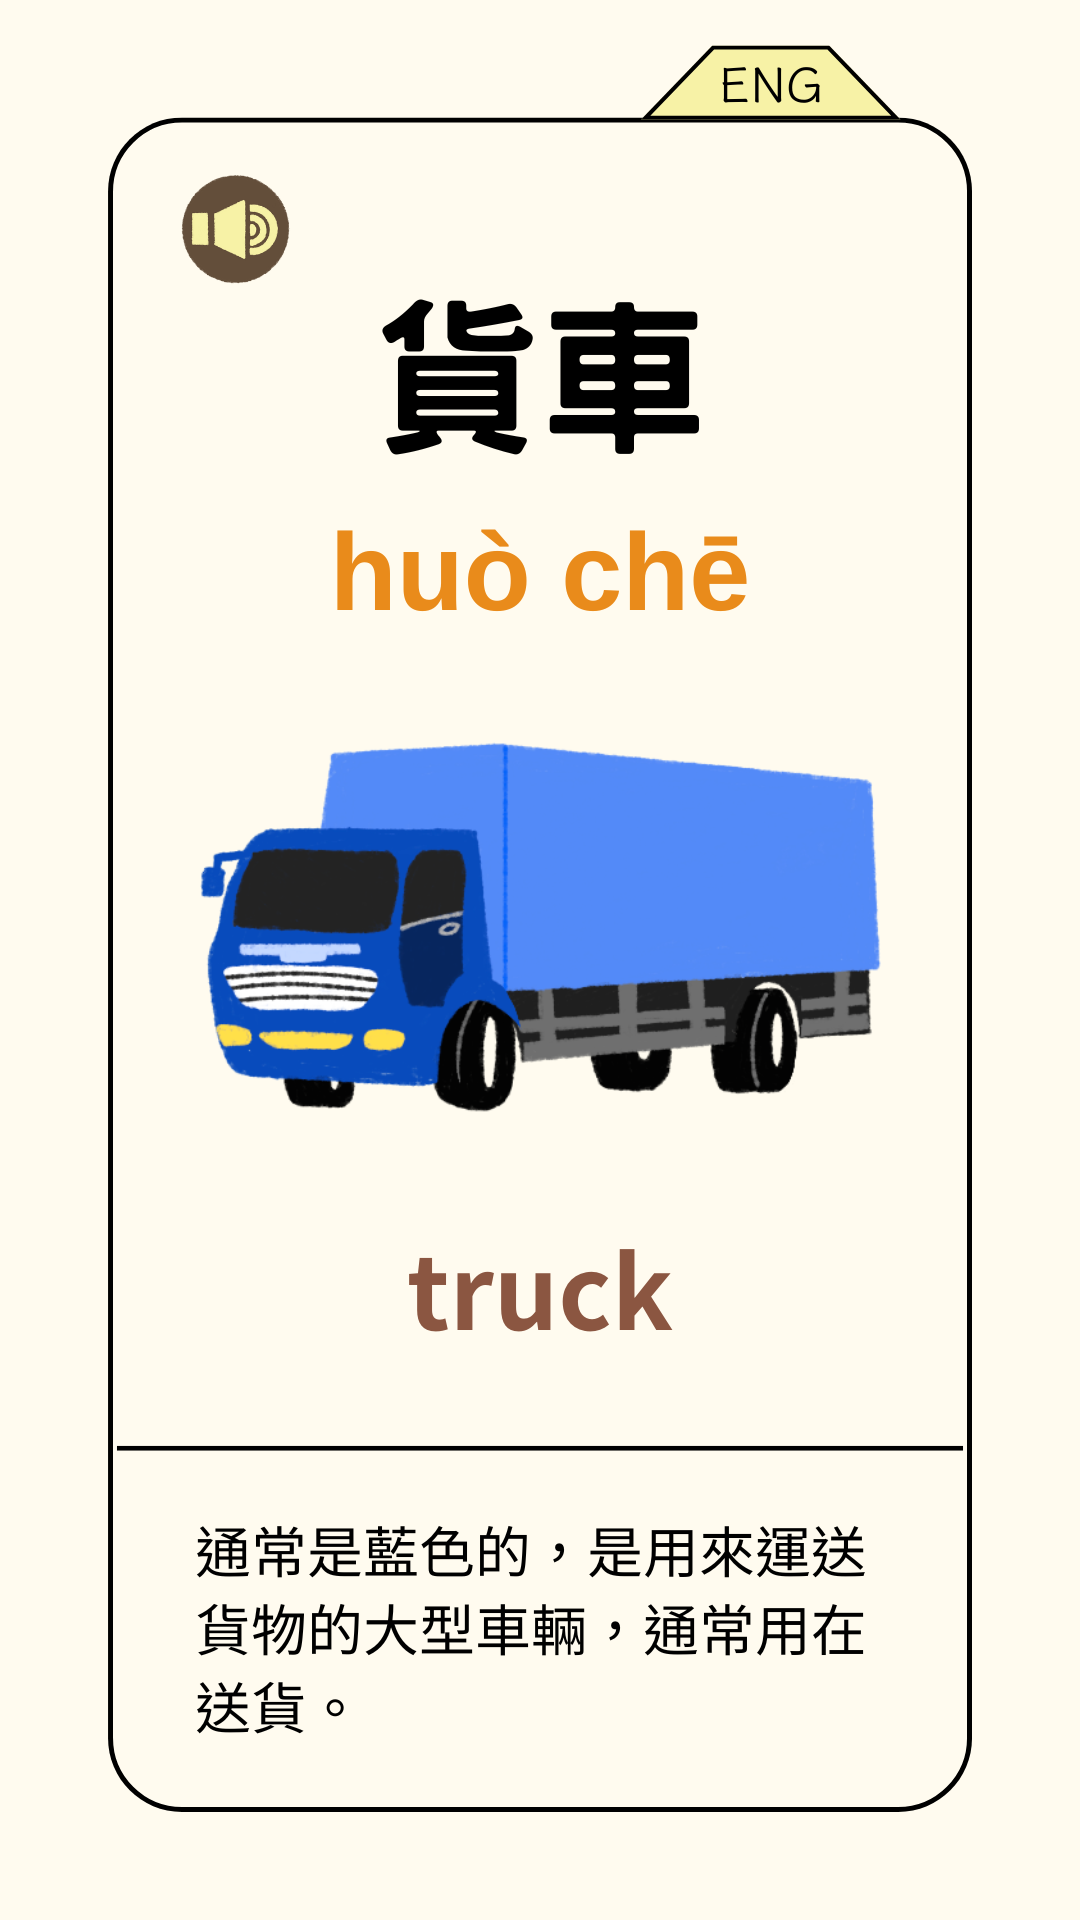 ENG
貨車
huò chē
truck
通常是藍色的，是用來運送
貨物的大型車輛，通常用在
送貨。